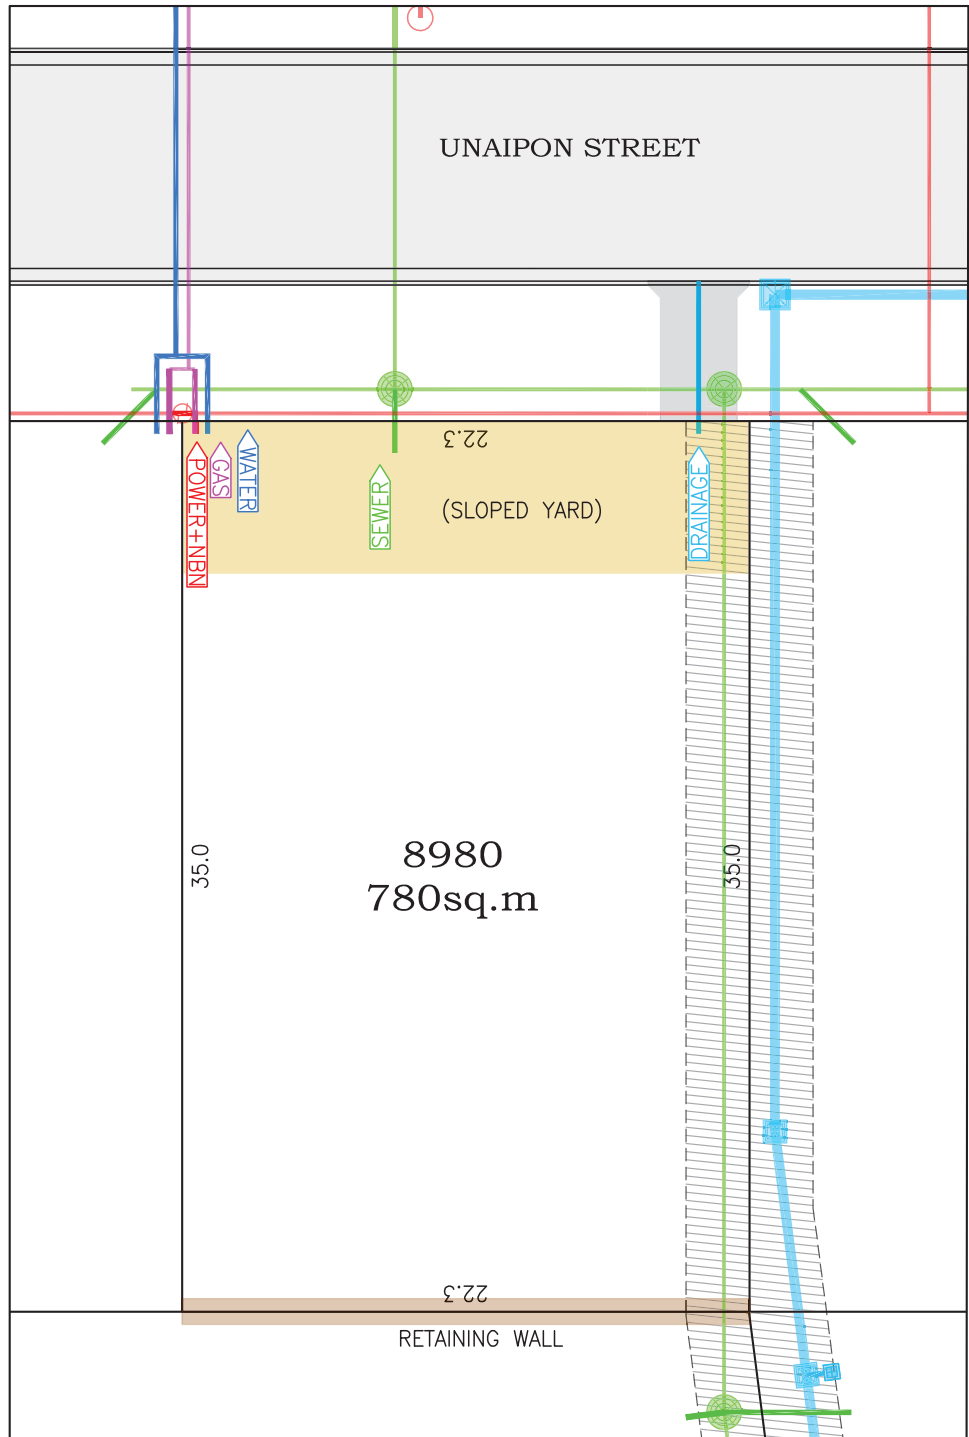 UNAIPON STREET
22.3
POWER+NBN
GAS
WATER
SEWER
(SLOPED YARD)
DRAINAGE
35.0
8980
780sq.m
35.0
22.3
RETAINING WALL